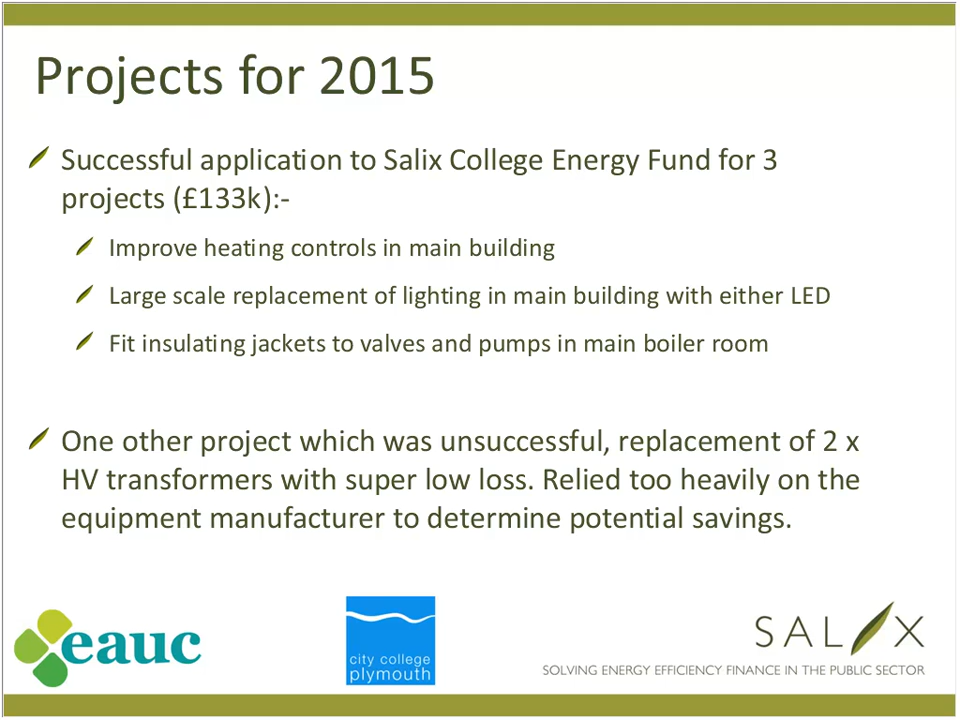 Projects for 2015
Successful application to Salix College Energy Fund for 3
projects (£133k):-
Improve heating controls in main building
Large scale replacement of lighting in main building with either LED
Fit insulating jackets to valves and pumps in main boiler room
One other project which was unsuccessful, replacement of 2 x
HV transformers with super low loss. Relied too heavily on the
equipment manufacturer to determine potential savings.
eauc
city college
plymouth
SALIX
SOLVING ENERGY EFFICIENCY FINANCE IN THE PUBLIC SECTOR